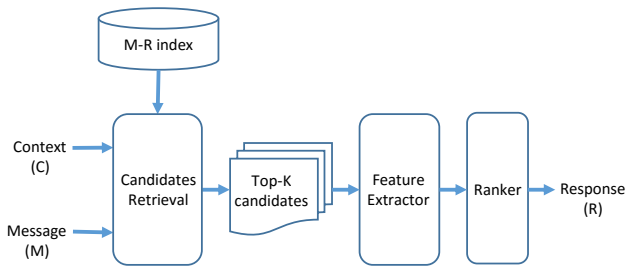 M-R index
Context
(C)
Message
(M)
Candidates
Retrieval
Top-K
candidates
Feature
Extractor
Ranker
Response
(R)